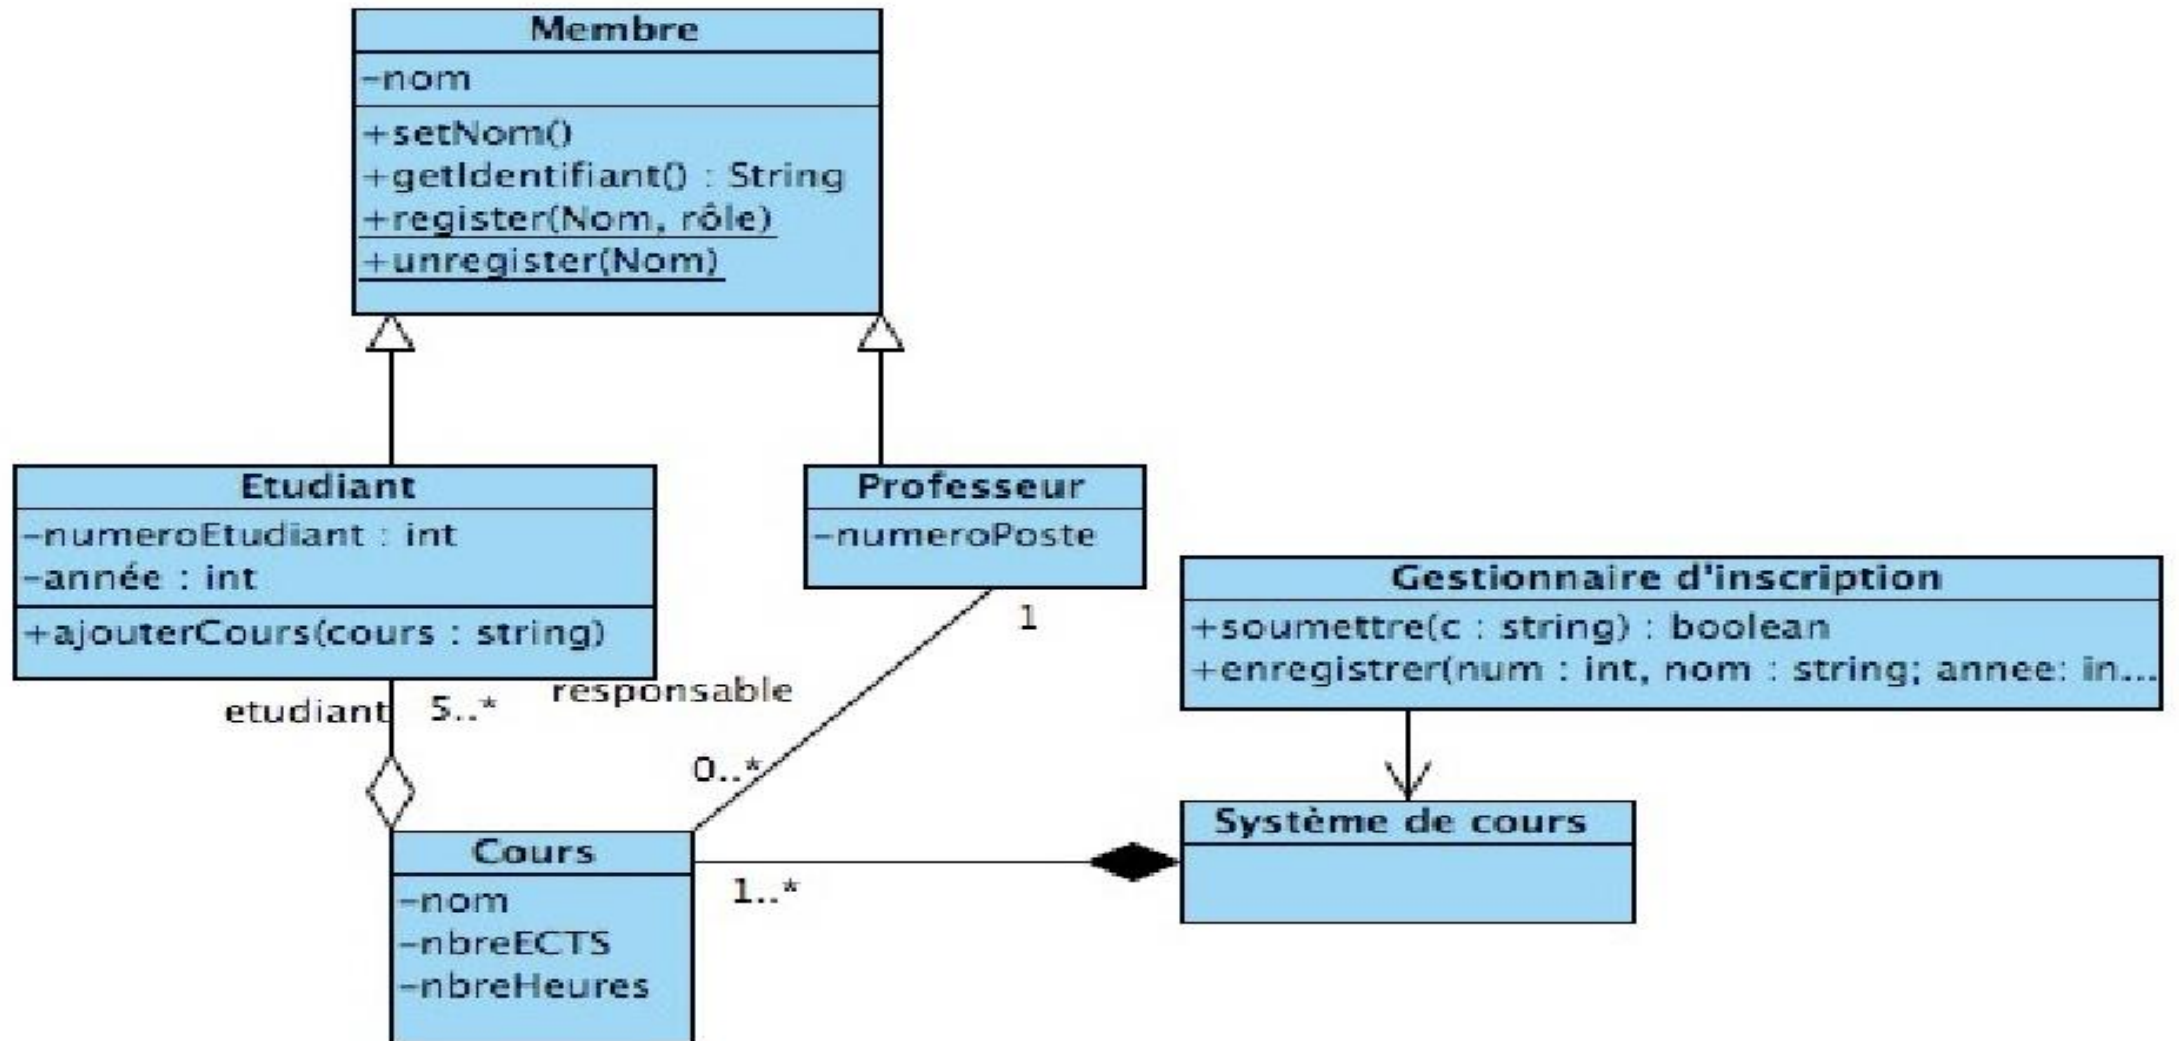 Membre
-nom
+setNom()
+getIdentifiant() : String
+register(Nom, rôle)
+unregister(Nom)
Etudiant
-numeroEtudiant : int
-année : int
+ajouterCours(cours : string)
Professeur
-numeroPoste
Gestionnaire d'inscription
+soumettre(c : string) : boolean
+enregistrer(num : int, nom : string; annee: in...
1
responsable
etudiant
5..*
0..*
Système de cours
Cours
-nom
-nbreECTS
-nbreHeures
1..*